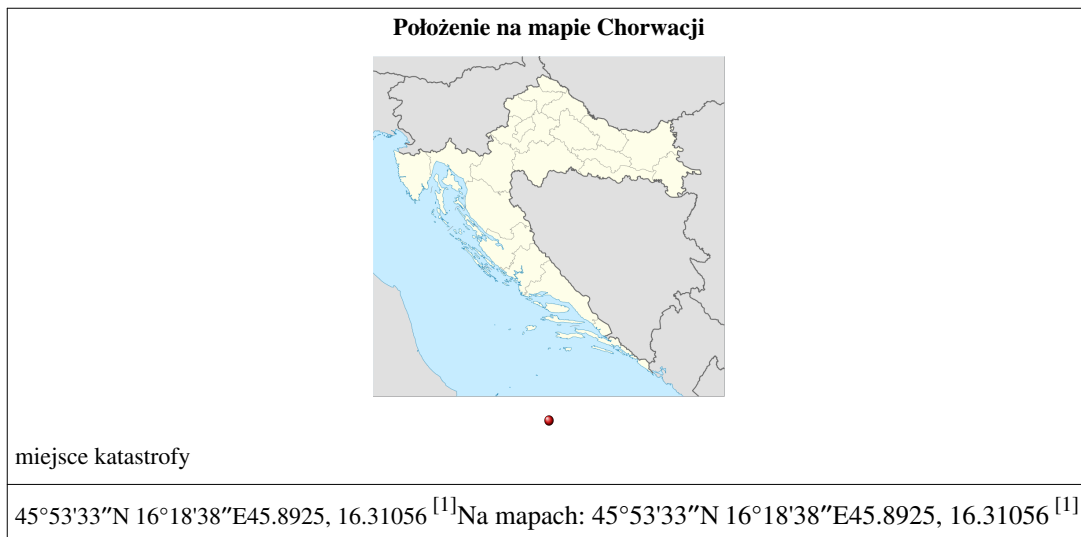 Położenie na mapie Chorwacji
miejsce katastrofy
45°53'33″N 16°18'38″E45.8925, 16.31056 [1]Na mapach: 45°53'33″N 16°18'38″E45.8925, 16.31056 [1]